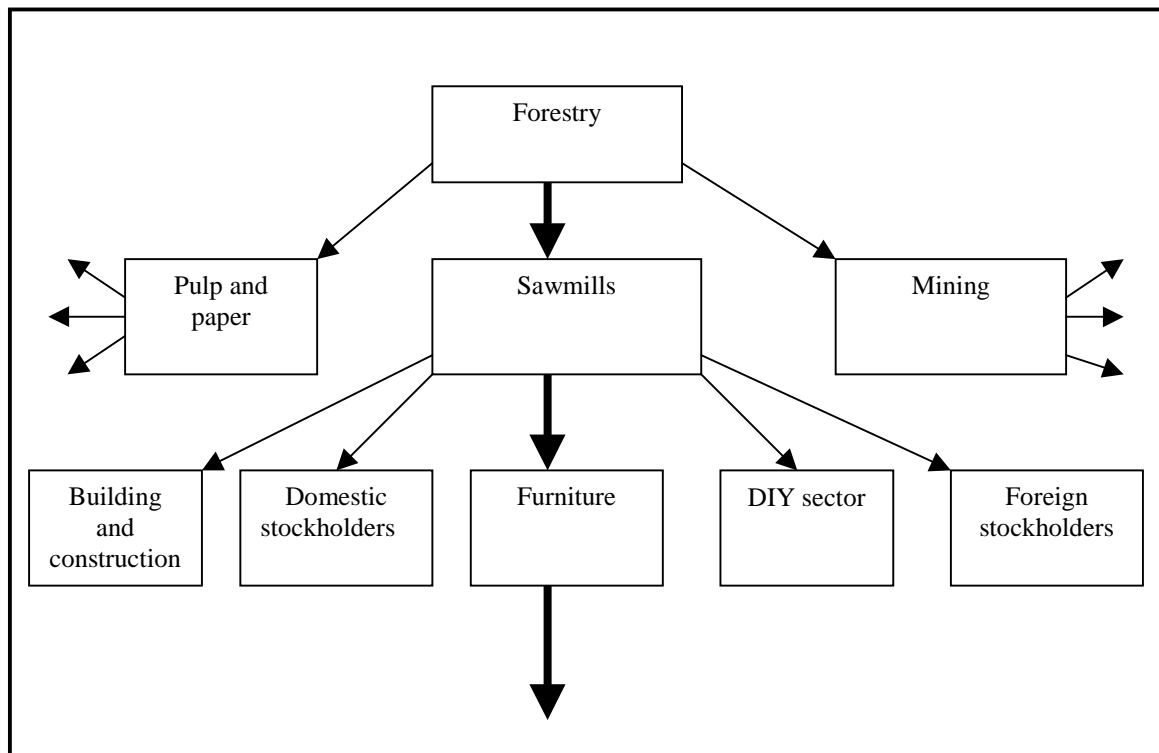 Forestry
Pulp and
paper
Sawmills
Mining
Building
and
construction
Domestic
stockholders
Furniture
DIY sector
Foreign
stockholders